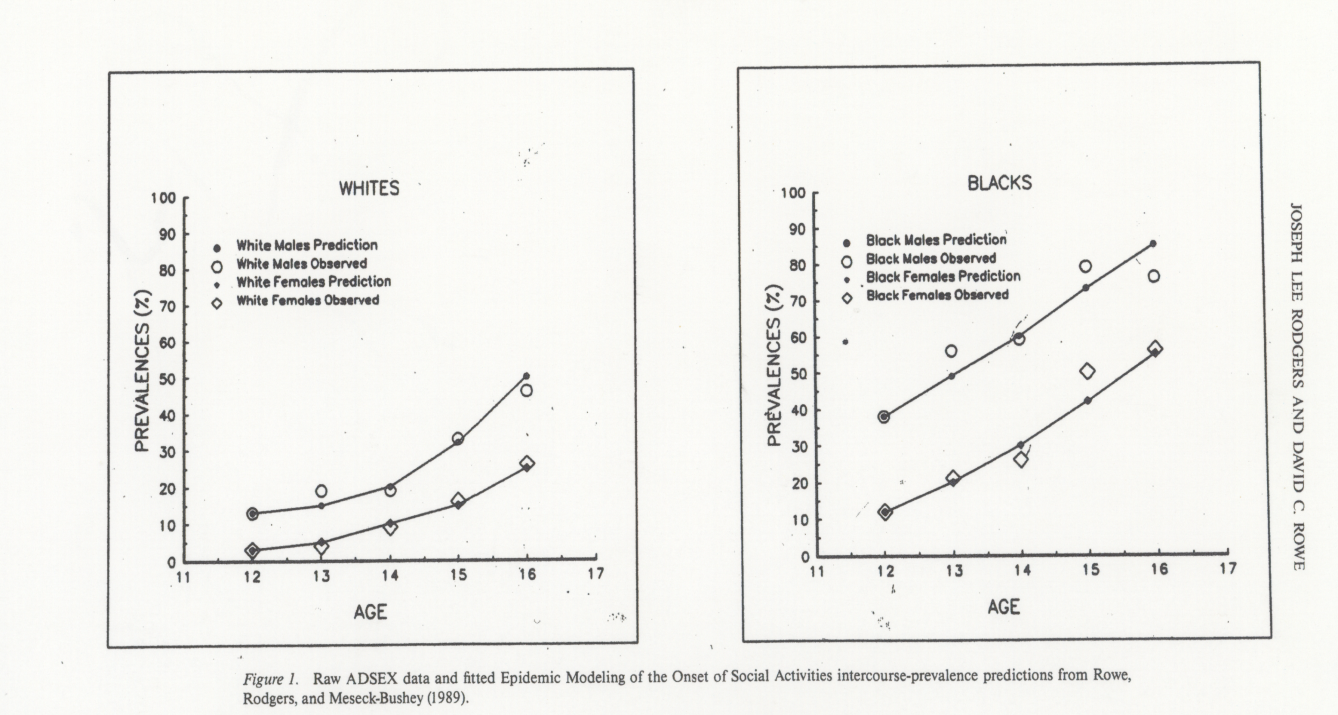 WHITES
100
90
80
70
60
50
40
30
20
10
0
PREVALENCES (%)
White Males Prediction
White Males Observed
White Females Prediction
White Females Observed
11 12 13 14 15 16 17
AGE
BLACKS
100
90
80
70
60
50
40
30
20
10
0
PREVALENCES (%)
Black Males Prediction
Black Males Observed
Black Females Prediction
Black Females Observed
11 12 13 14 15 16 17
AGE
JOSEPH LEE RODGERS AND DAVID C. ROWE
Figure 1. Raw ADSEX data and fitted Epidemic Modeling of the Onset of Social Activities intercourse-prevalence predictions from Rowe,
Rodgers, and Meseck-Bushey (1989).